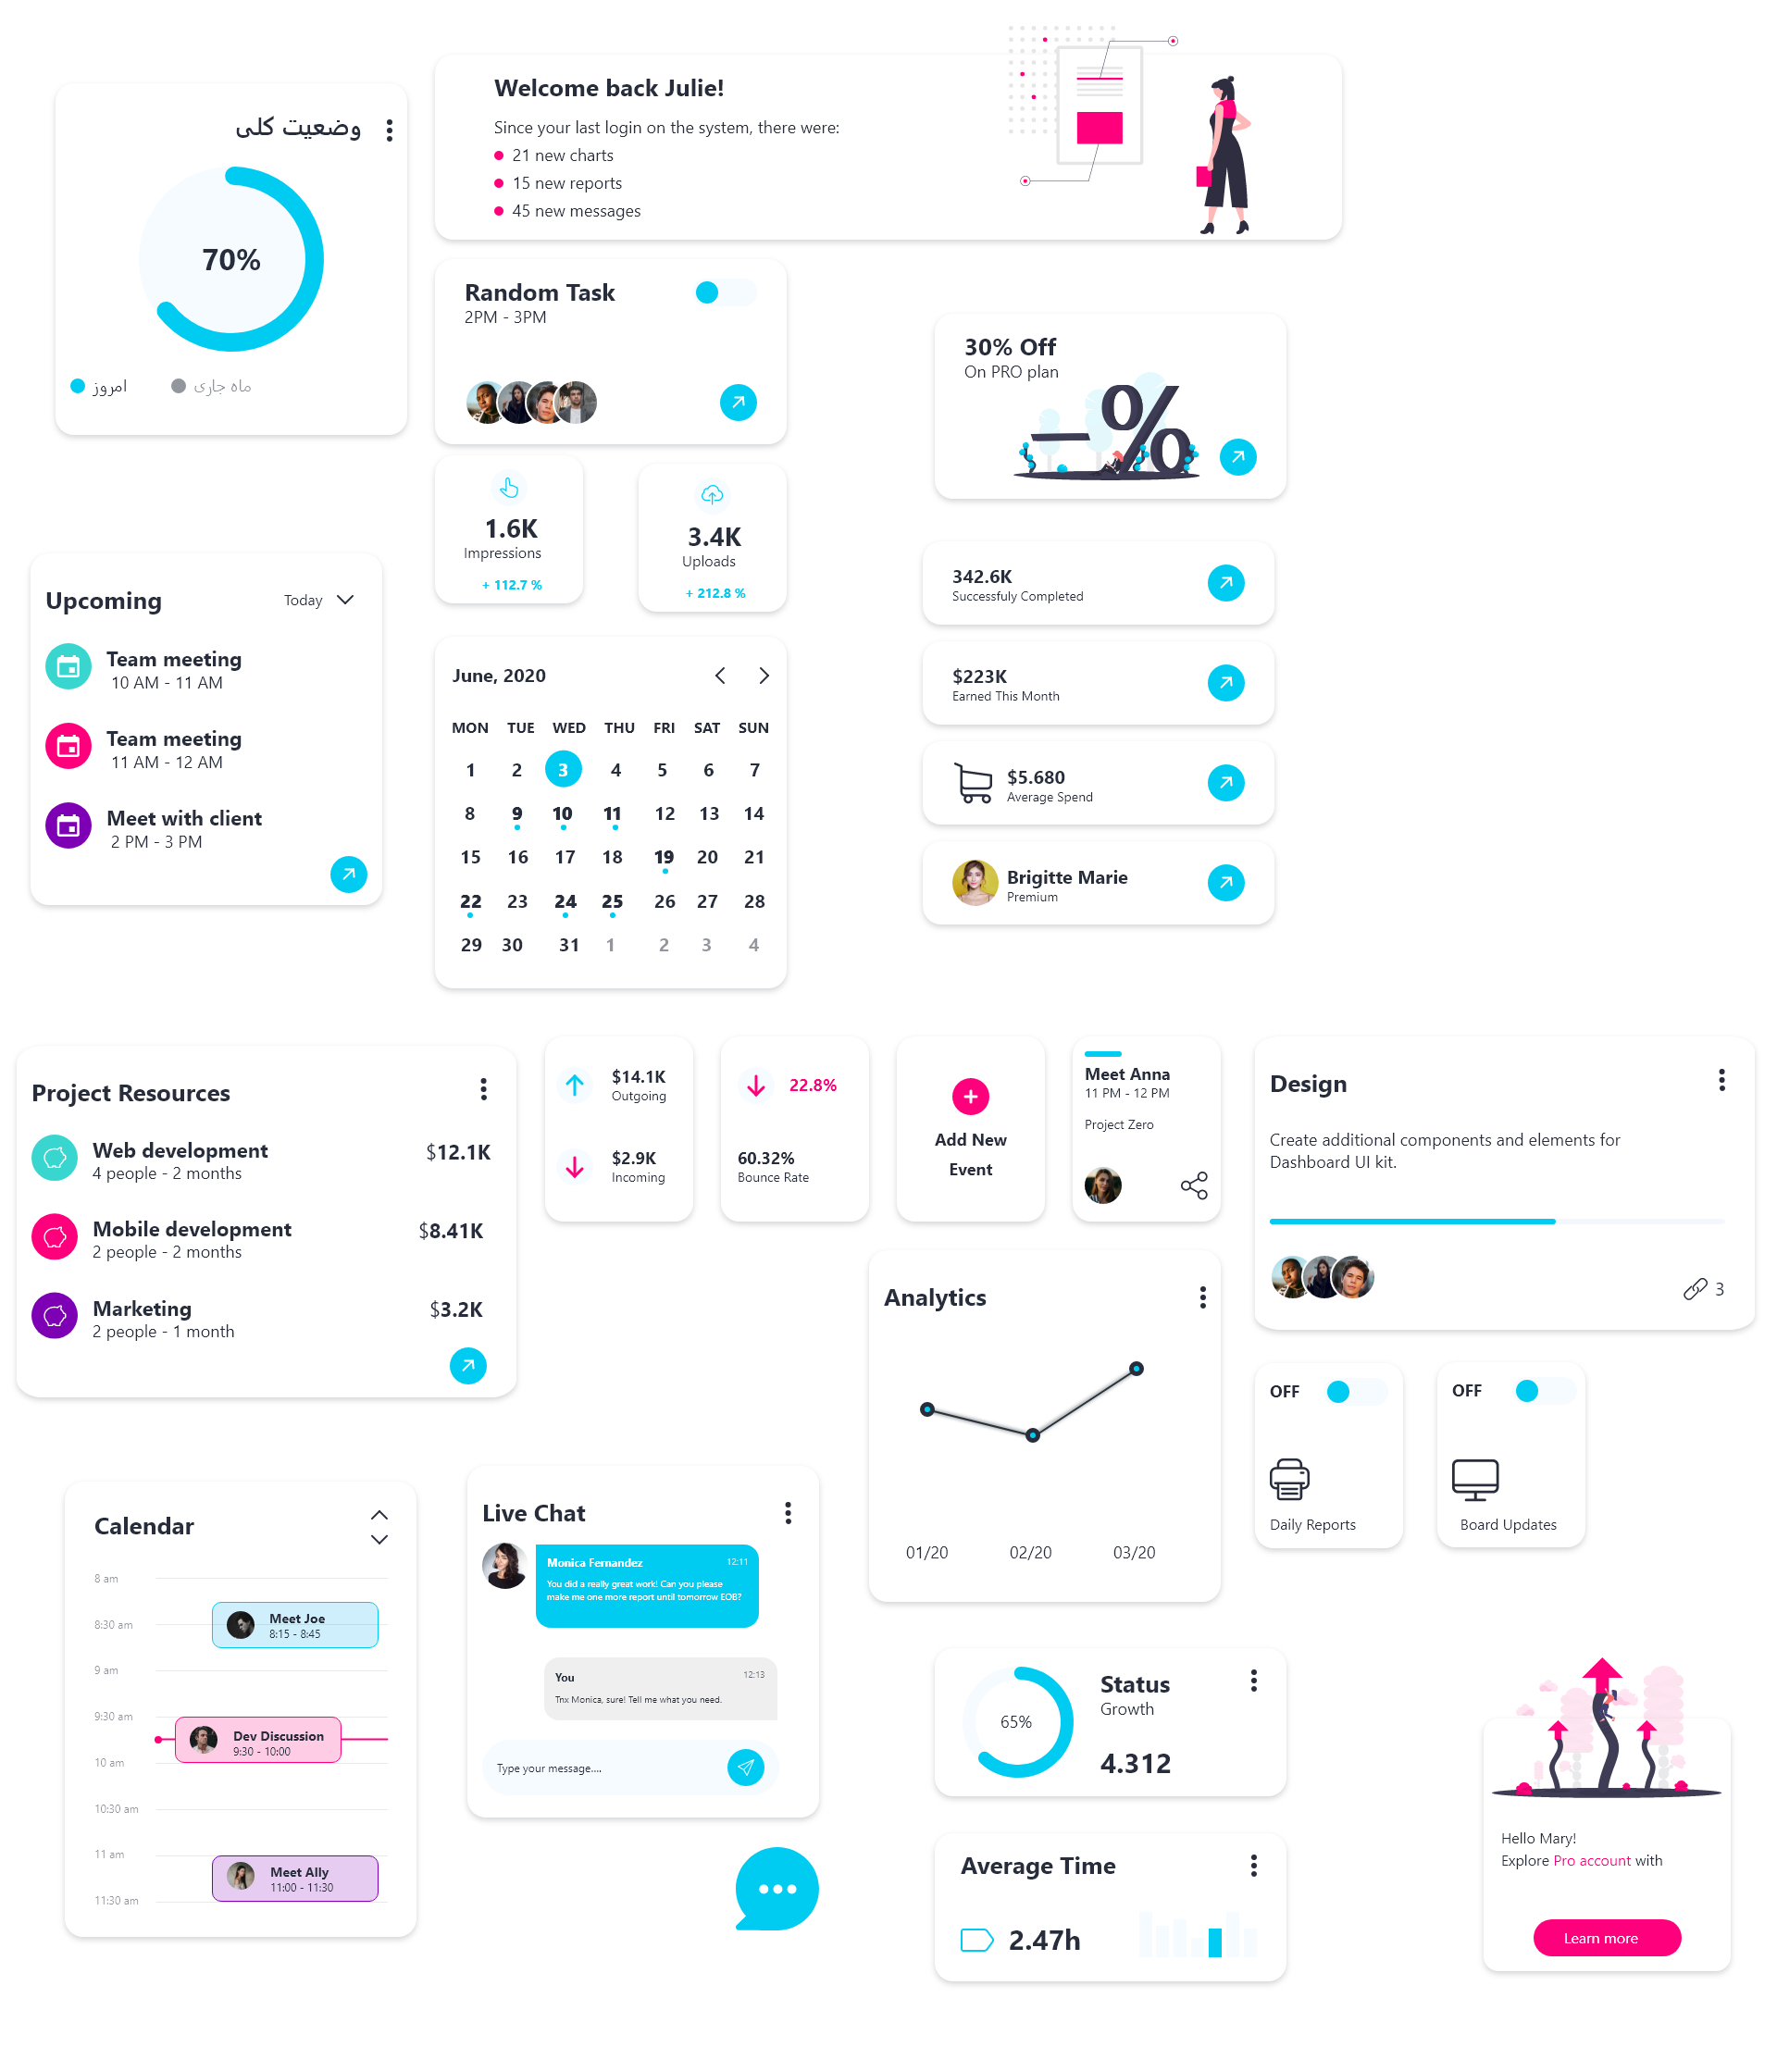 Welcome back Julie!
Since your last login on the system, there were:
21 new charts
15 new reports
45 new messages
وضعیت کلی
70%
امروز
ماه جاری
Random Task
2PM - 3PM
30% Off
On PRO plan
1.6K
Impressions
+ 112.7 %
3.4K
Uploads
+ 212.8 %
Upcoming
Today
Team meeting
10 AM - 11 AM
Team meeting
11 AM - 12 AM
Meet with client
2 PM - 3 PM
June, 2020
MON TUE WED THU FRI SAT SUN
1 2 3 4 5 6 7
8 9 10 11 12 13 14
15 16 17 18 19 20 21
22 23 24 25 26 27 28
29 30 31 1 2 3 4
342.6K
Successfuly Completed
$223K
Earned This Month
$5.680
Average Spend
Brigitte Marie
Premium
Project Resources
Web development
4 people - 2 months
$12.1K
Mobile development
2 people - 2 months
$8.41K
Marketing
2 people - 1 month
$3.2K
$14.1K
Outgoing
$2.9K
Incoming
22.8%
60.32%
Bounce Rate
Add New
Event
Meet Anna
11 PM - 12 PM
Project Zero
Design
Create additional components and elements for
Dashboard UI kit.
3
Analytics
01/20 02/20 03/20
OFF
Daily Reports
OFF
Board Updates
Calendar
8 am
8:30 am
Meet Joe
8:15 - 8:45
9 am
9:30 am
Dev Discussion
9:30 - 10:00
10 am
10:30 am
11 am
Meet Ally
11:00 - 11:30
11:30 am
Live Chat
Monica Fernandez 12:11
You did a really great work! Can you please
make me one more report until tomorrow EOB?
You 12:13
Tnx Monica, sure! Tell me what you need.
Type your message....
65%
Status
Growth
4.312
Average Time
2.47h
Hello Mary!
Explore Pro account with
Learn more